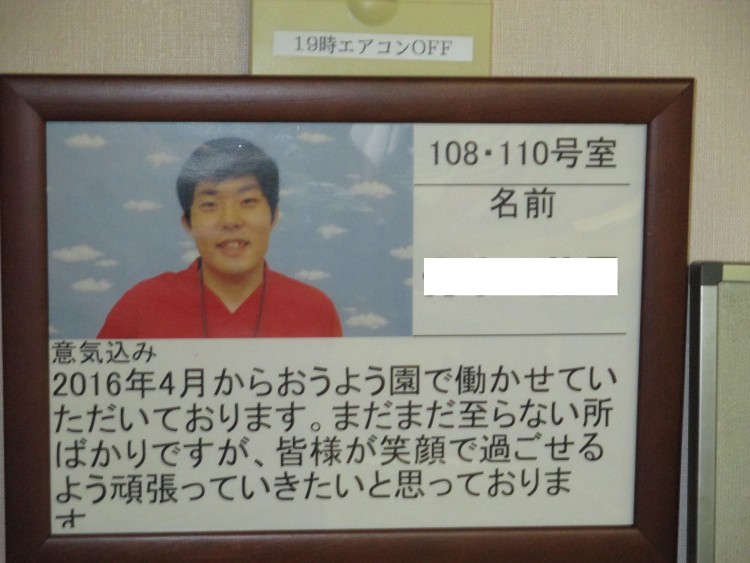 19時エアコンOFF
108・110号室
名前
意気込み
2016年4月からおうよう園で働かせてい
ただいております。まだまだ至らない所
ばかりですが、皆様が笑顔で過ごせる
よう頑張っていきたいと思っておりま
す